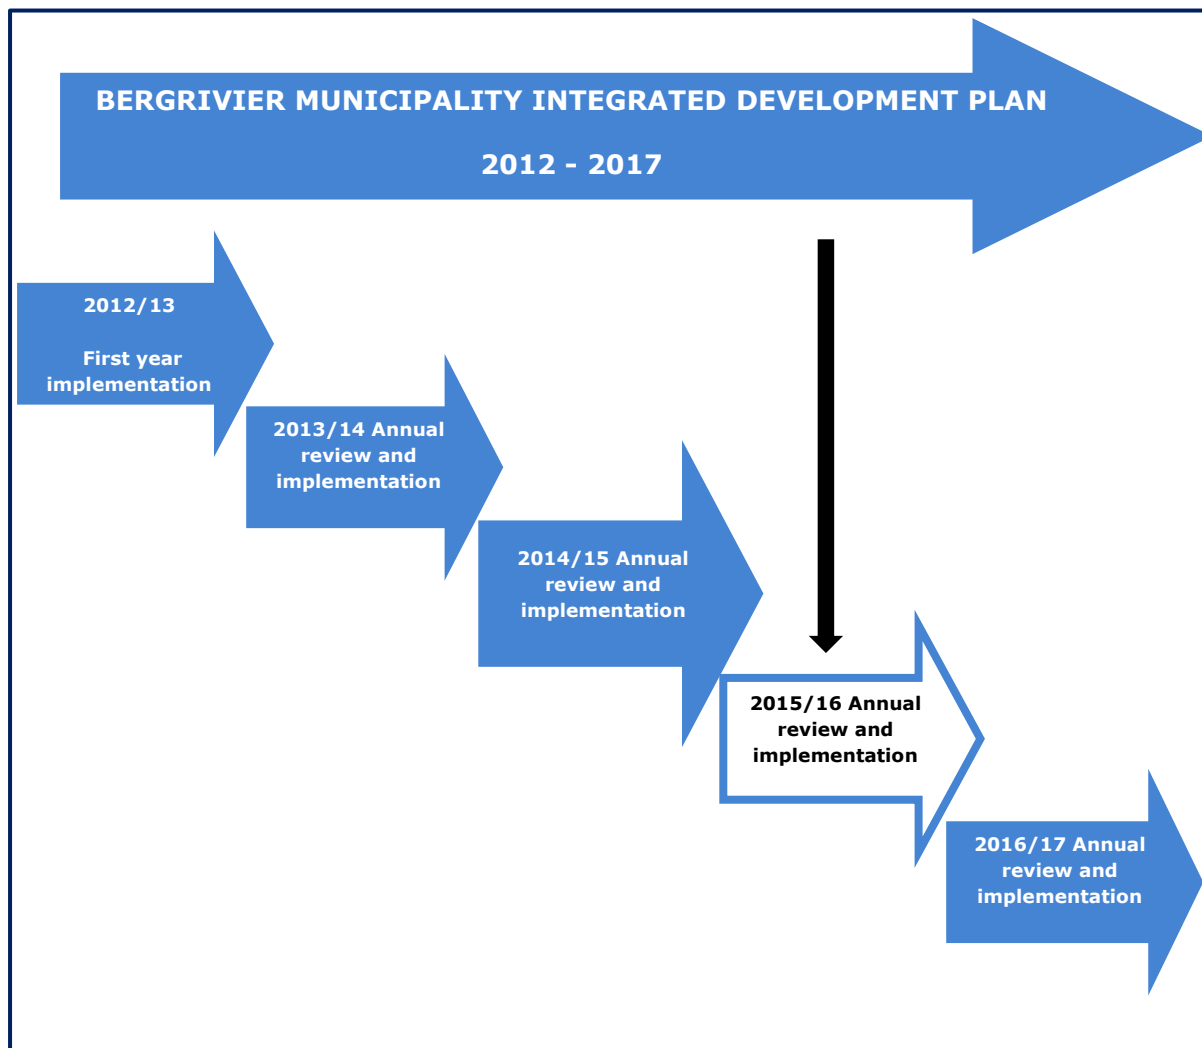 BERGRIVIER MUNICIPALITY INTEGRATED DEVELOPMENT PLAN
2012 - 2017
2012/13
First year
implementation
2013/14 Annual
review and
implementation
2014/15 Annual
review and
implementation
2015/16 Annual
review and
implementation
2016/17 Annual
review and
implementation